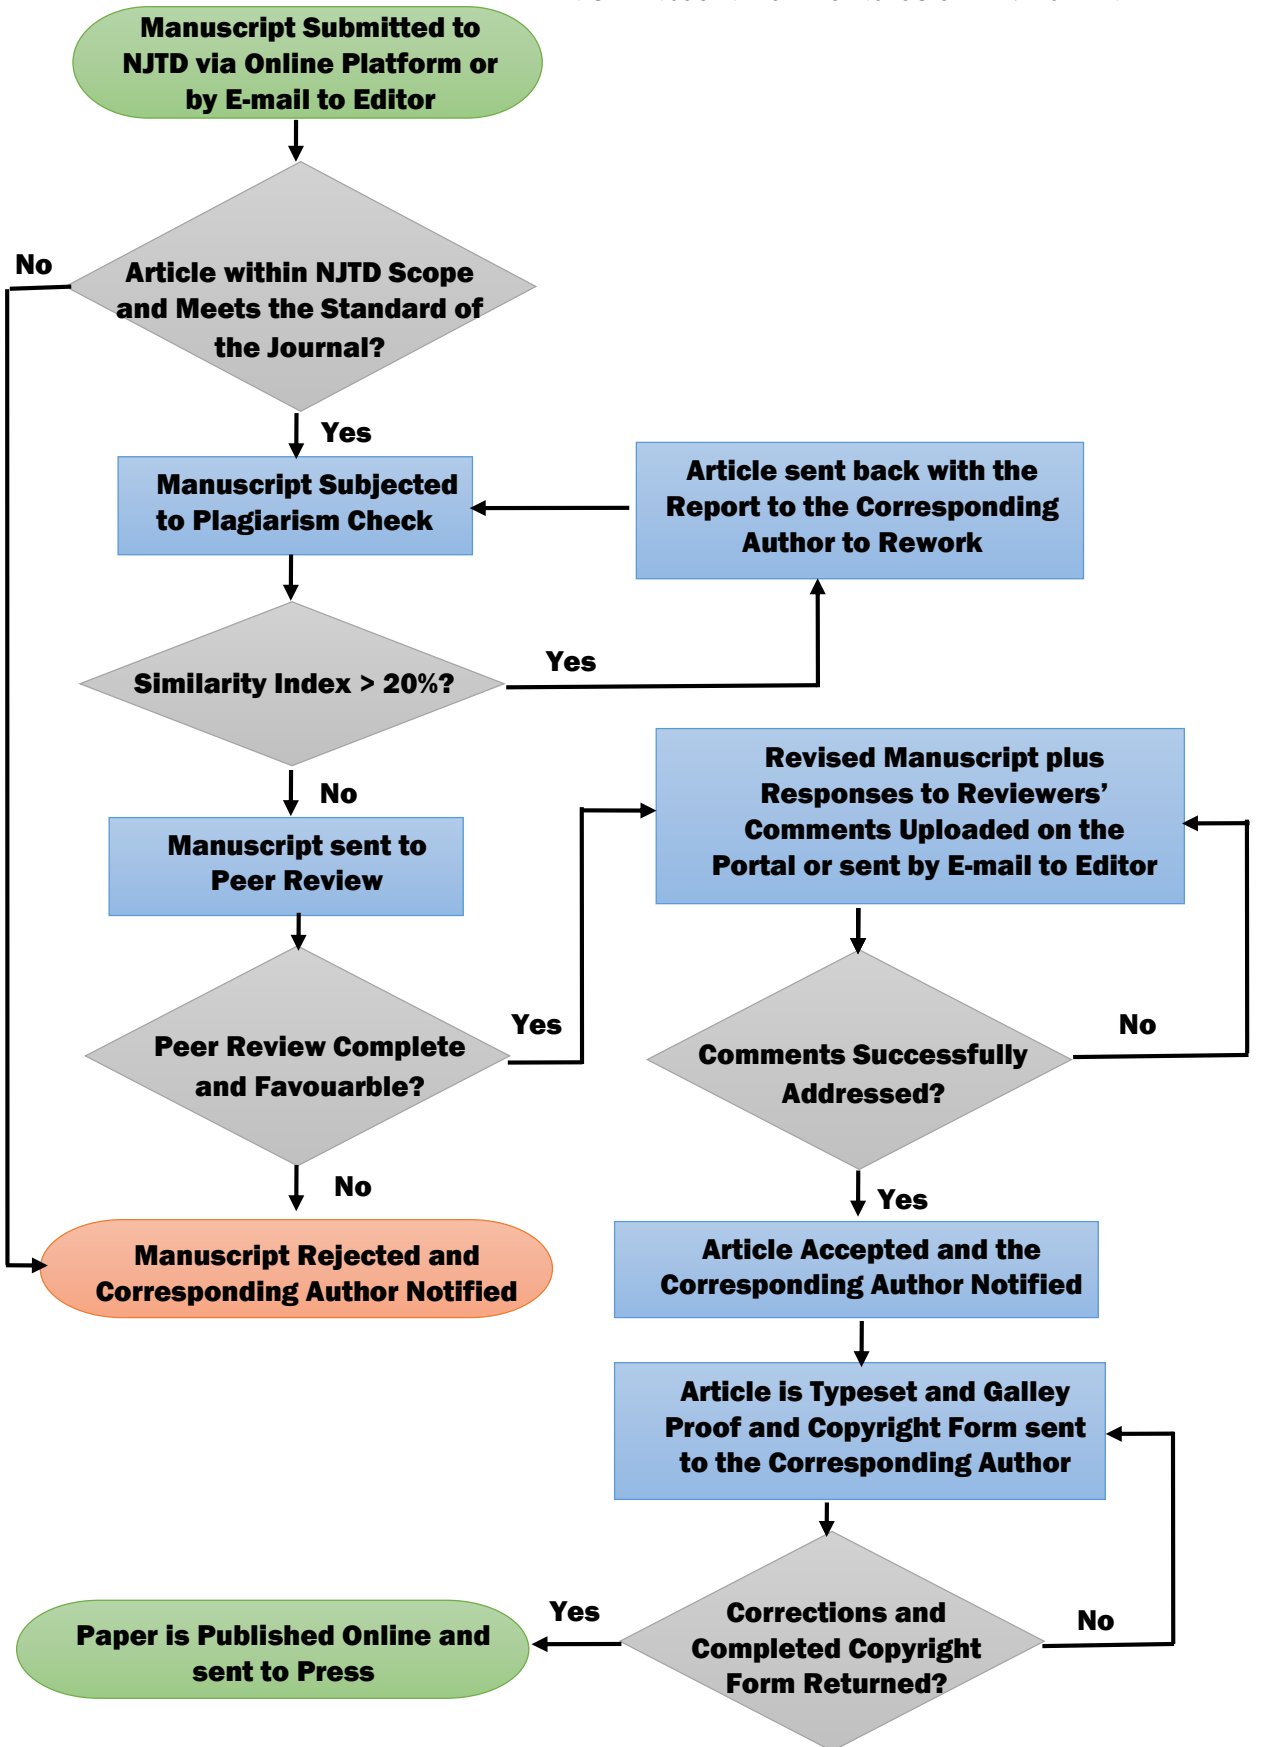 Manuscript Submitted to
NJTD via Online Platform or
by E-mail to Editor
No
Article within NJTD Scope
and Meets the Standard of
the Journal?
Yes
Manuscript Subjected
to Plagiarism Check
Article sent back with the
Report to the Corresponding
Author to Rework
Similarity Index > 20%?
Yes
No
Manuscript sent to
Peer Review
Revised Manuscript plus
Responses to Reviewers’
Comments Uploaded on the
Portal or sent by E-mail to Editor
Peer Review Complete
and Favouarble?
Yes
No
Comments Successfully
Addressed?
No
Yes
Manuscript Rejected and
Corresponding Author Notified
Article Accepted and the
Corresponding Author Notified
Article is Typeset and Galley
Proof and Copyright Form sent
to the Corresponding Author
Corrections and
Completed Copyright
Form Returned?
No
Yes
Paper is Published Online and
sent to Press